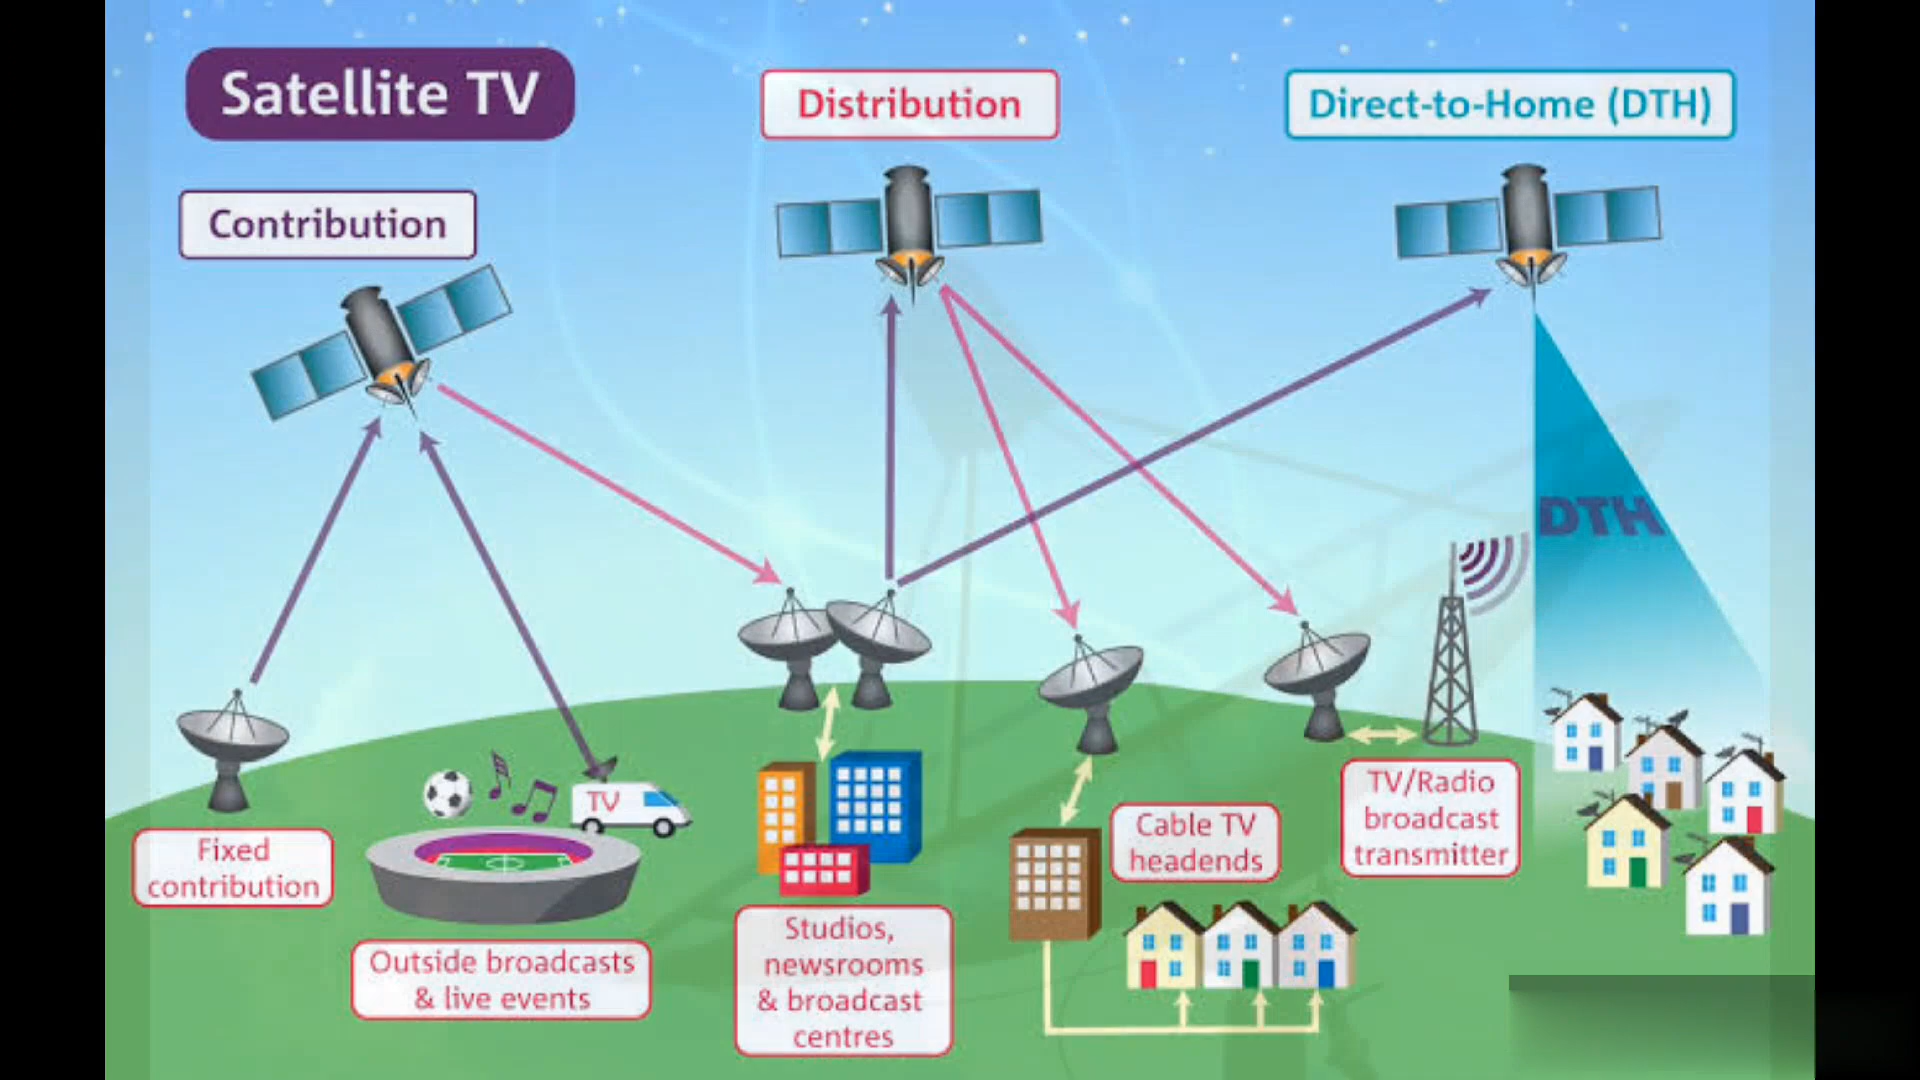 Satellite TV
Distribution
Direct-to-Home (DTH)
Contribution
DTH
TV
Fixed
contribution
Outside broadcasts
& live events
Studios,
newsrooms
& broadcast
centres
Cable TV
headends
TV/Radio
broadcast
transmitter